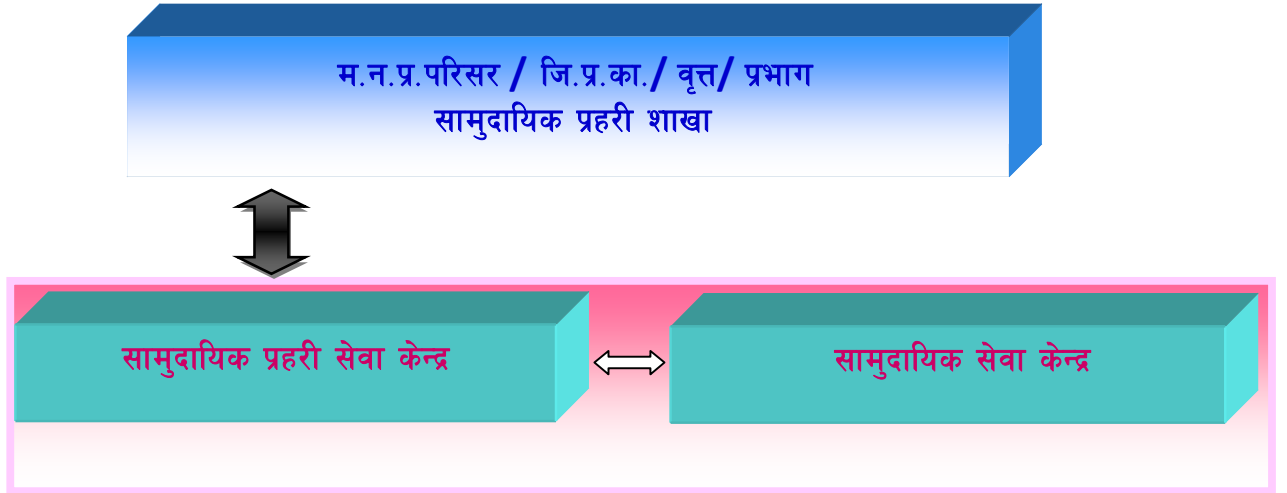 म.न.प्र.परिसर / जि.प्र.का./ वृत्त/ प्रभाग
सामुदायिक प्रहरी शाखा
सामुदायिक प्रहरी सेवा केन्द्र
सामुदायिक सेवा केन्द्र